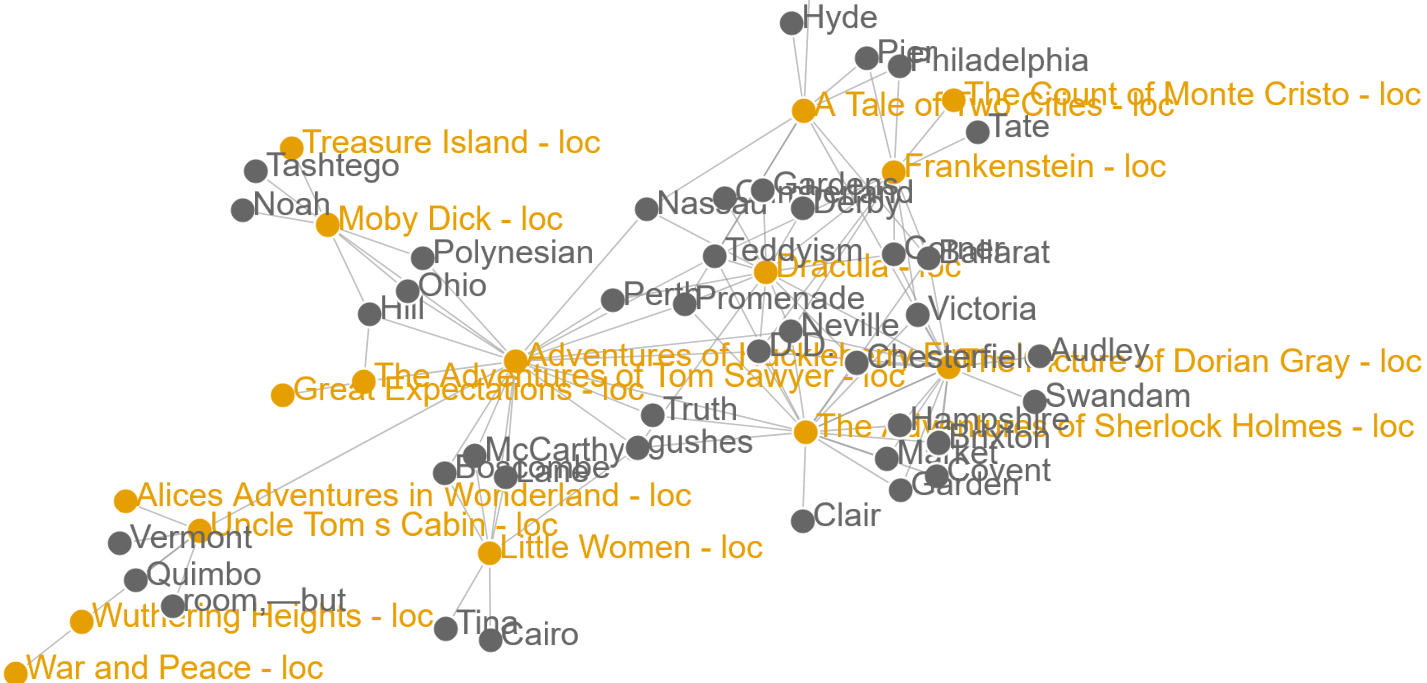 Hyde
Pier
Philadelphia
The Count of Monte Cristo - loc
A Tale of Two Cities - loc
Tate
Treasure Island - loc
Tashtego
Frankenstein - loc
Gardens
Noah
Nassau
Derby
Moby Dick - loc
Polynesian
Teddyism
Corner
Ballarat
Dracula - loc
Ohio
Perth
Promenade
Hill
Victoria
Neville
D.D.
Adventures of Huckleberry Finn
Chesterfiel
The Picture of Dorian Gray - loc
Audley
The Adventures of Tom Sawyer - loc
Great Expectations - loc
Swandam
Truth
Hampshire
The Adventures of Sherlock Holmes - loc
Brixton
gushes
McCarthy
Market
Boscombe
Lane
Covent
Garden
Alices Adventures in Wonderland - loc
Clair
Uncle Tom s Cabin - loc
Vermont
Little Women - loc
Quimbo
room,—but
Wuthering Heights - loc
Tina
Cairo
War and Peace - loc